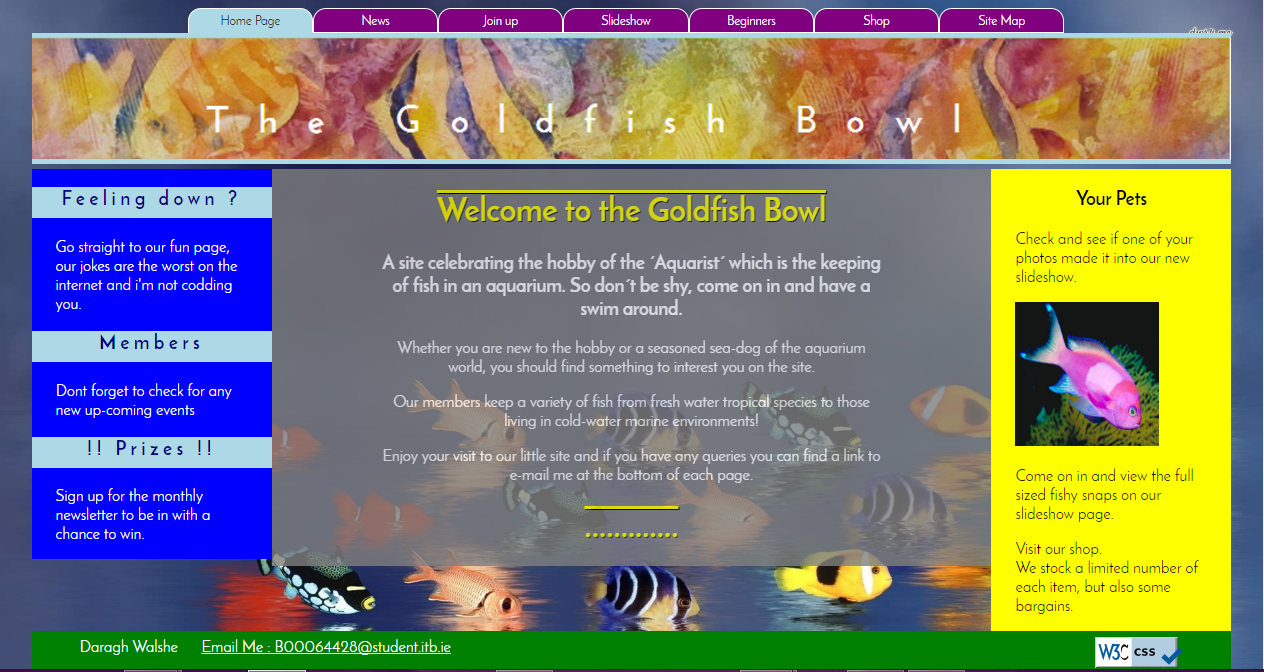 Home Page
News
Join up
Slideshow
Beginners
Shop
Site Map
The Goldfish Bowl
Feeling down ?
Go straight to our fun page,
our jokes are the worst on the
internet and i'm not codding
you.
Members
Dont forget to check for any
new up-coming events
!! Prizes !!
Sign up for the monthly
newsletter to be in with a
chance to win.
Welcome to the Goldfish Bowl
A site celebrating the hobby of the ´Aquarist´ which is the keeping
of fish in an aquarium. So don´t be shy, come on in and have a
swim around.
Whether you are new to the hobby or a seasoned sea-dog of the aquarium
world, you should find something to interest you on the site.
Our members keep a variety of fish from fresh water tropical species to those
living in cold-water marine environments!
Enjoy your visit to our little site and if you have any queries you can find a link to
e-mail me at the bottom of each page.
.............
Your Pets
Check and see if one of your
photos made it into our new
slideshow.
Come on in and view the full
sized fishy snaps on our
slideshow page.
Visit our shop.
We stock a limited number of
each item, but also some
bargains.
Daragh Walshe
Email Me : B00064428@student.itb.ie
W3C css